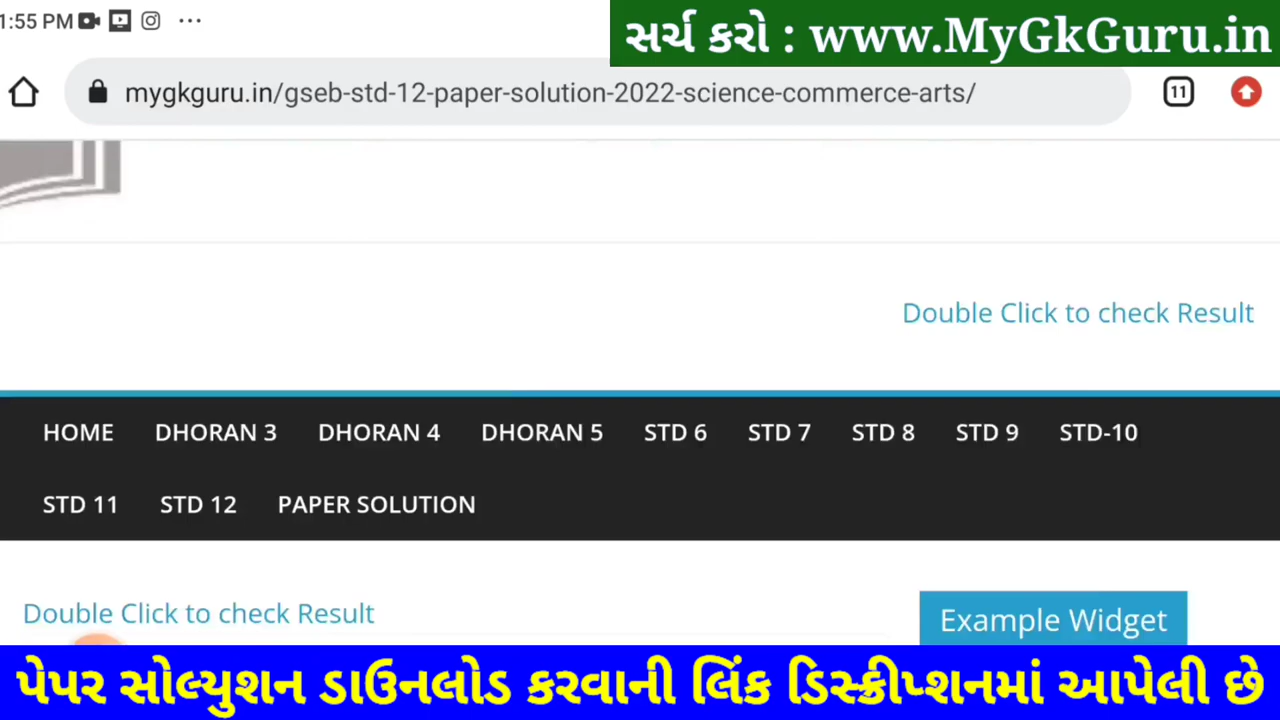 1:55 PM ...
સર્ચ કરો : www.MyGkGuru.in
mygkguru.in/gseb-std-12-paper-solution-2022-science-commerce-arts/
11
Double Click to check Result
HOME DHORAN 3 DHORAN 4 DHORAN 5 STD 6 STD 7 STD 8 STD 9 STD-10
STD 11 STD 12 PAPER SOLUTION
Double Click to check Result
Example Widget
પેપર સોલ્યુશન ડાઉનલોડ કરવાની લિંક ડિસ્ક્રીપ્શનમાં આપેલી છે